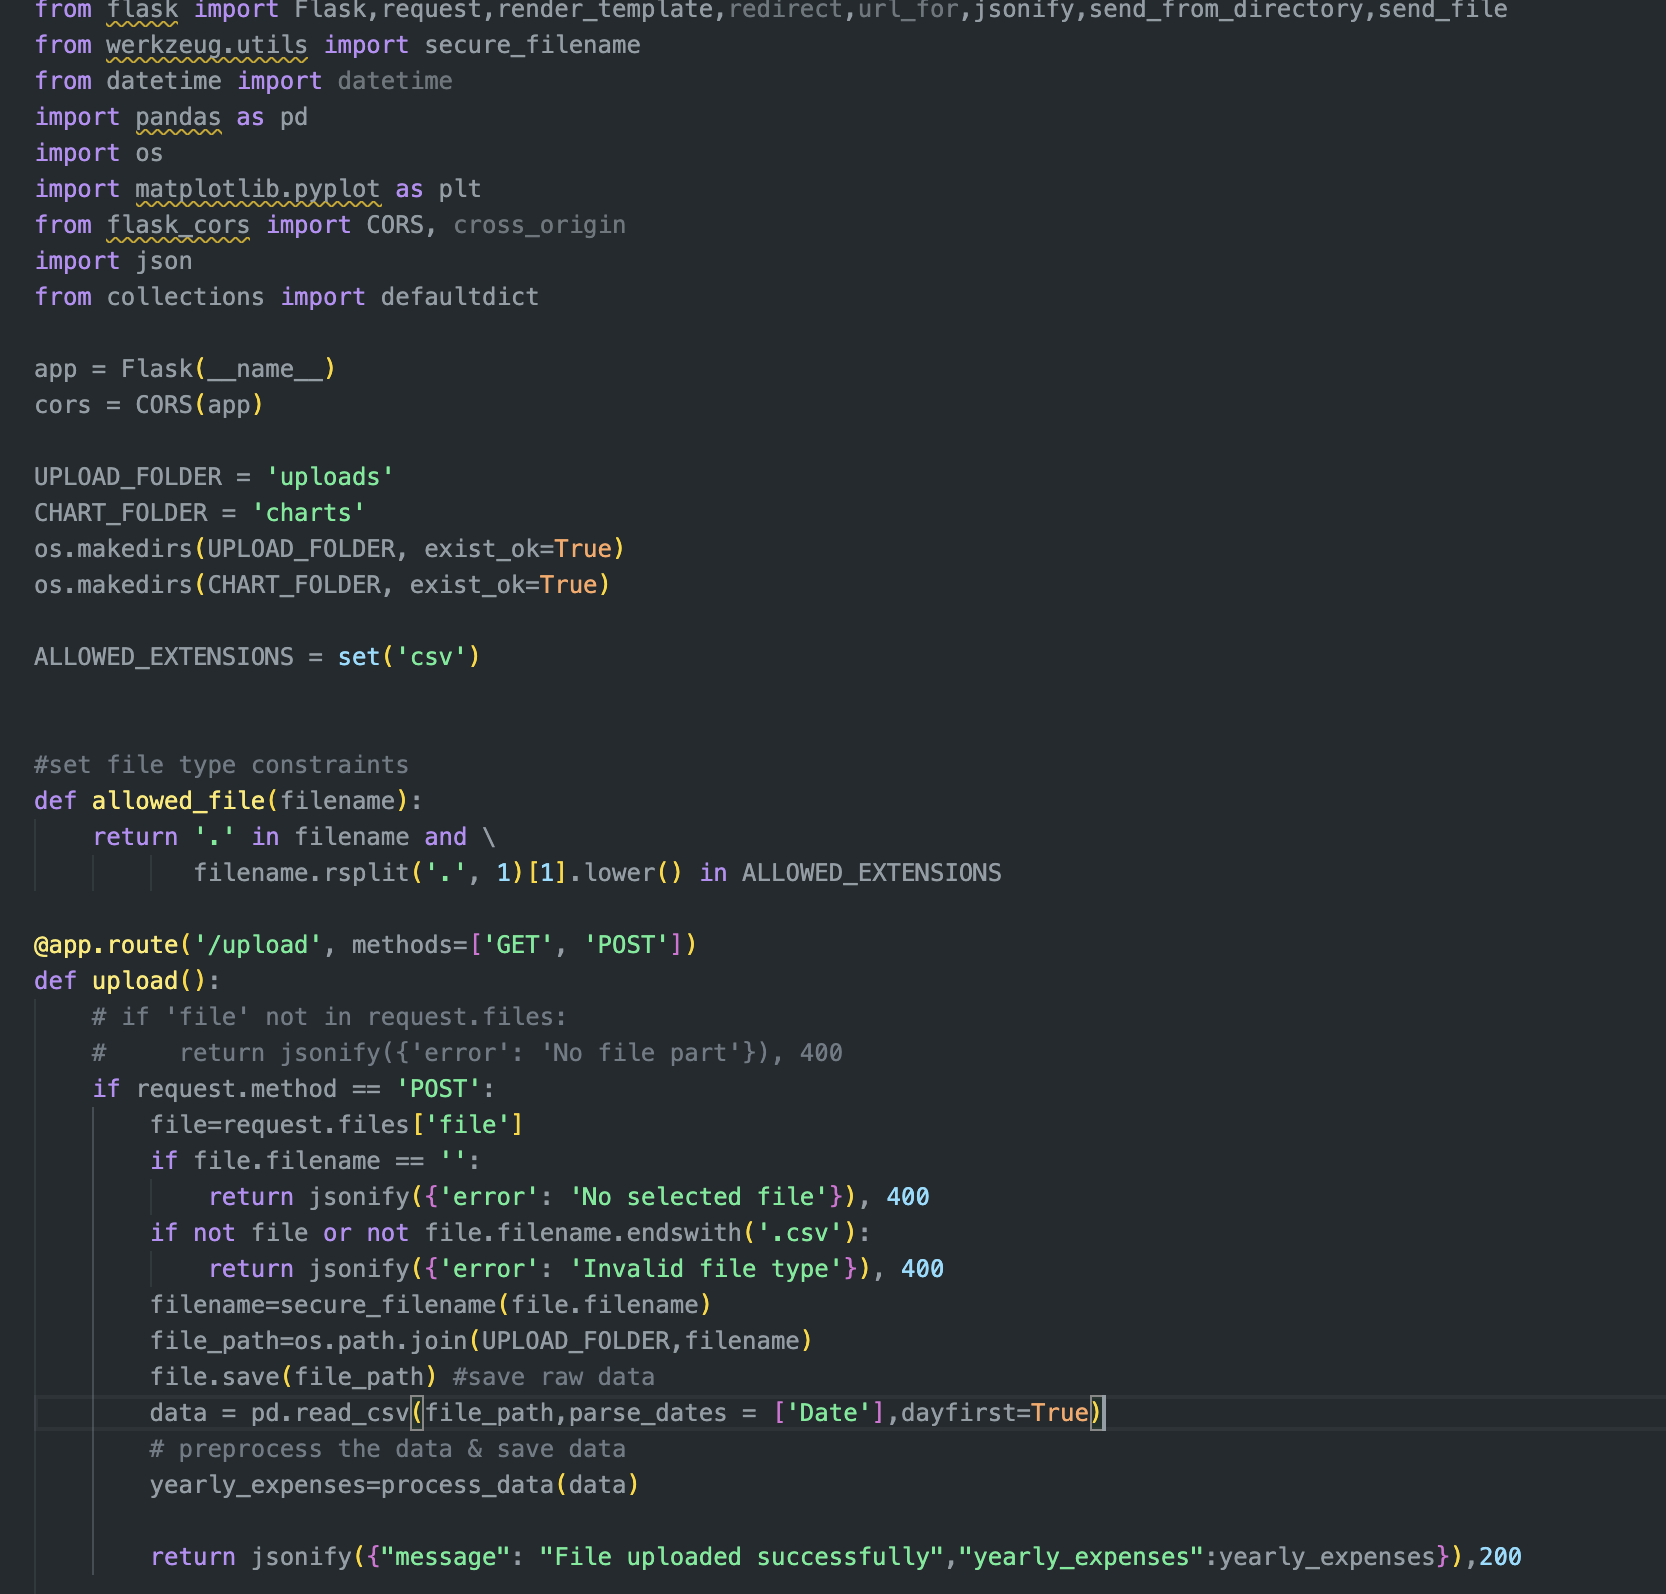 from flask import Flask,request,render_template,redirect,url_for,jsonify,send_from_directory,send_file
from werkzeug.utils import secure_filename
from datetime import datetime
import pandas as pd
import os
import matplotlib.pyplot as plt
from flask_cors import CORS, cross_origin
import json
from collections import defaultdict

app = Flask(__name__)
cors = CORS(app)

UPLOAD_FOLDER = 'uploads'
CHART_FOLDER = 'charts'
os.makedirs(UPLOAD_FOLDER, exist_ok=True)
os.makedirs(CHART_FOLDER, exist_ok=True)

ALLOWED_EXTENSIONS = set('csv')


#set file type constraints
def allowed_file(filename):
    return '.' in filename and \
           filename.rsplit('.', 1)[1].lower() in ALLOWED_EXTENSIONS

@app.route('/upload', methods=['GET', 'POST'])
def upload():
    # if 'file' not in request.files:
    #     return jsonify({'error': 'No file part'}), 400
    if request.method == 'POST':
        file=request.files['file']
        if file.filename == '':
            return jsonify({'error': 'No selected file'}), 400
        if not file or not file.filename.endswith('.csv'):
            return jsonify({'error': 'Invalid file type'}), 400
        filename=secure_filename(file.filename)
        file_path=os.path.join(UPLOAD_FOLDER,filename)
        file.save(file_path) #save raw data
        data = pd.read_csv(file_path,parse_dates = ['Date'],dayfirst=True)
        # preprocess the data & save data
        yearly_expenses=process_data(data)

        return jsonify({"message": "File uploaded successfully","yearly_expenses":yearly_expenses}),200